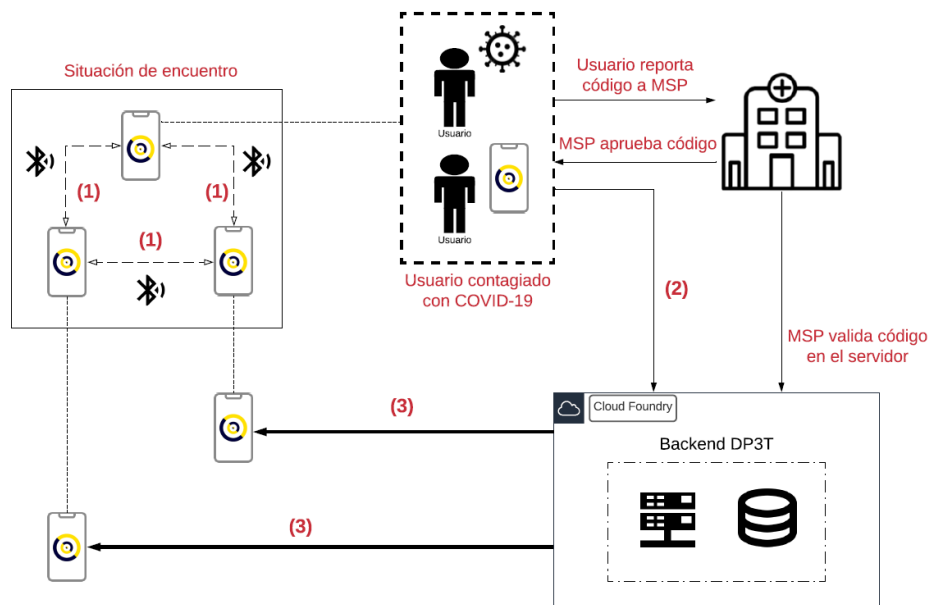 Situación de encuentro
(1)
(1)
(1)
Usuario
Usuario
Usuario contagiado
con COVID-19
Usuario reporta
código a MSP
MSP aprueba código
(2)
MSP valida código
en el servidor
(3)
(3)
Cloud Foundry
Backend DP3T